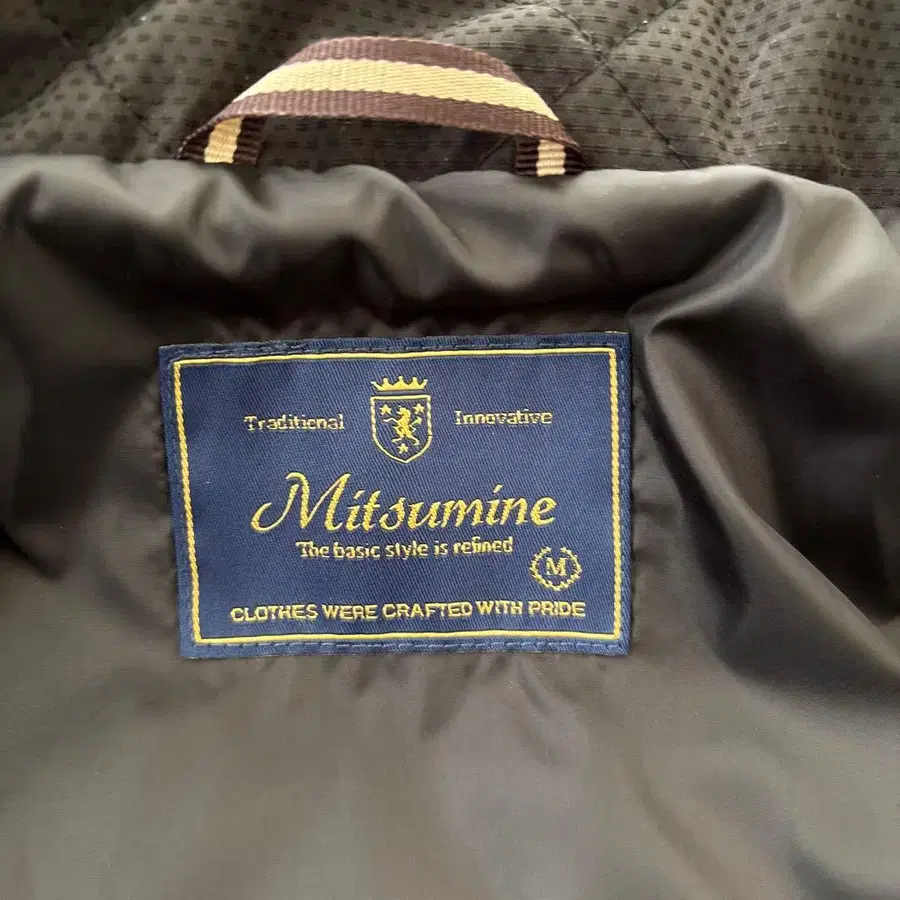 Traditional Innovative
Mitsumine
The basic style is refined
M
CLOTHES WERE CRAFTED WITH PRIDE